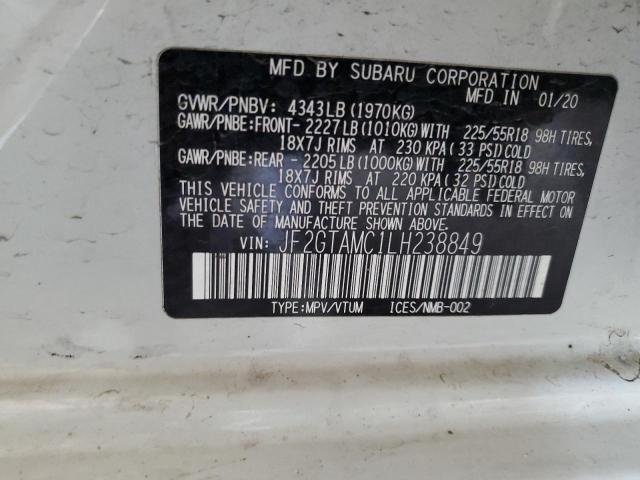 MFD BY SUBARU CORPORATION
MFD IN 01/20
GVWR/PNBV: 4343LB(1970KG)
GAWR/PNBE:FRONT- 2227LB(1010KG)WITH 225/55R18 98H TIRES,
18X7J RIMS AT 230 KPA( 33 PSI)COLD
GAWR/PNBE:REAR - 2205LB(1000KG)WITH 225/55R18 98H TIRES,
18X7J RIMS AT 220 KPA( 32 PSI)COLD
THIS VEHICLE CONFORMS TO ALL APPLICABLE FEDERAL MOTOR
VEHICLE SAFETY AND THEFT PREVENTION STANDARDS IN EFFECT ON
THE DATE OF MANUFACTURE SHOWN ABOVE.
VIN: JF2GTAMC1LH238849
TYPE:MPV/VTUM ICES/NMB-002